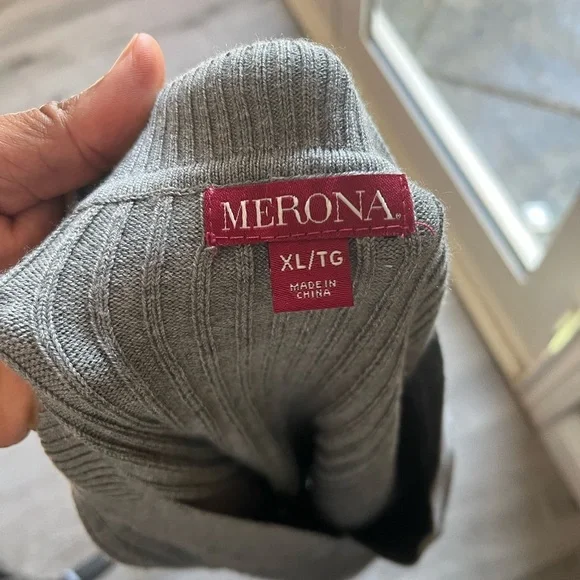 MERONA.
XL/TG
MADE IN
CHINA